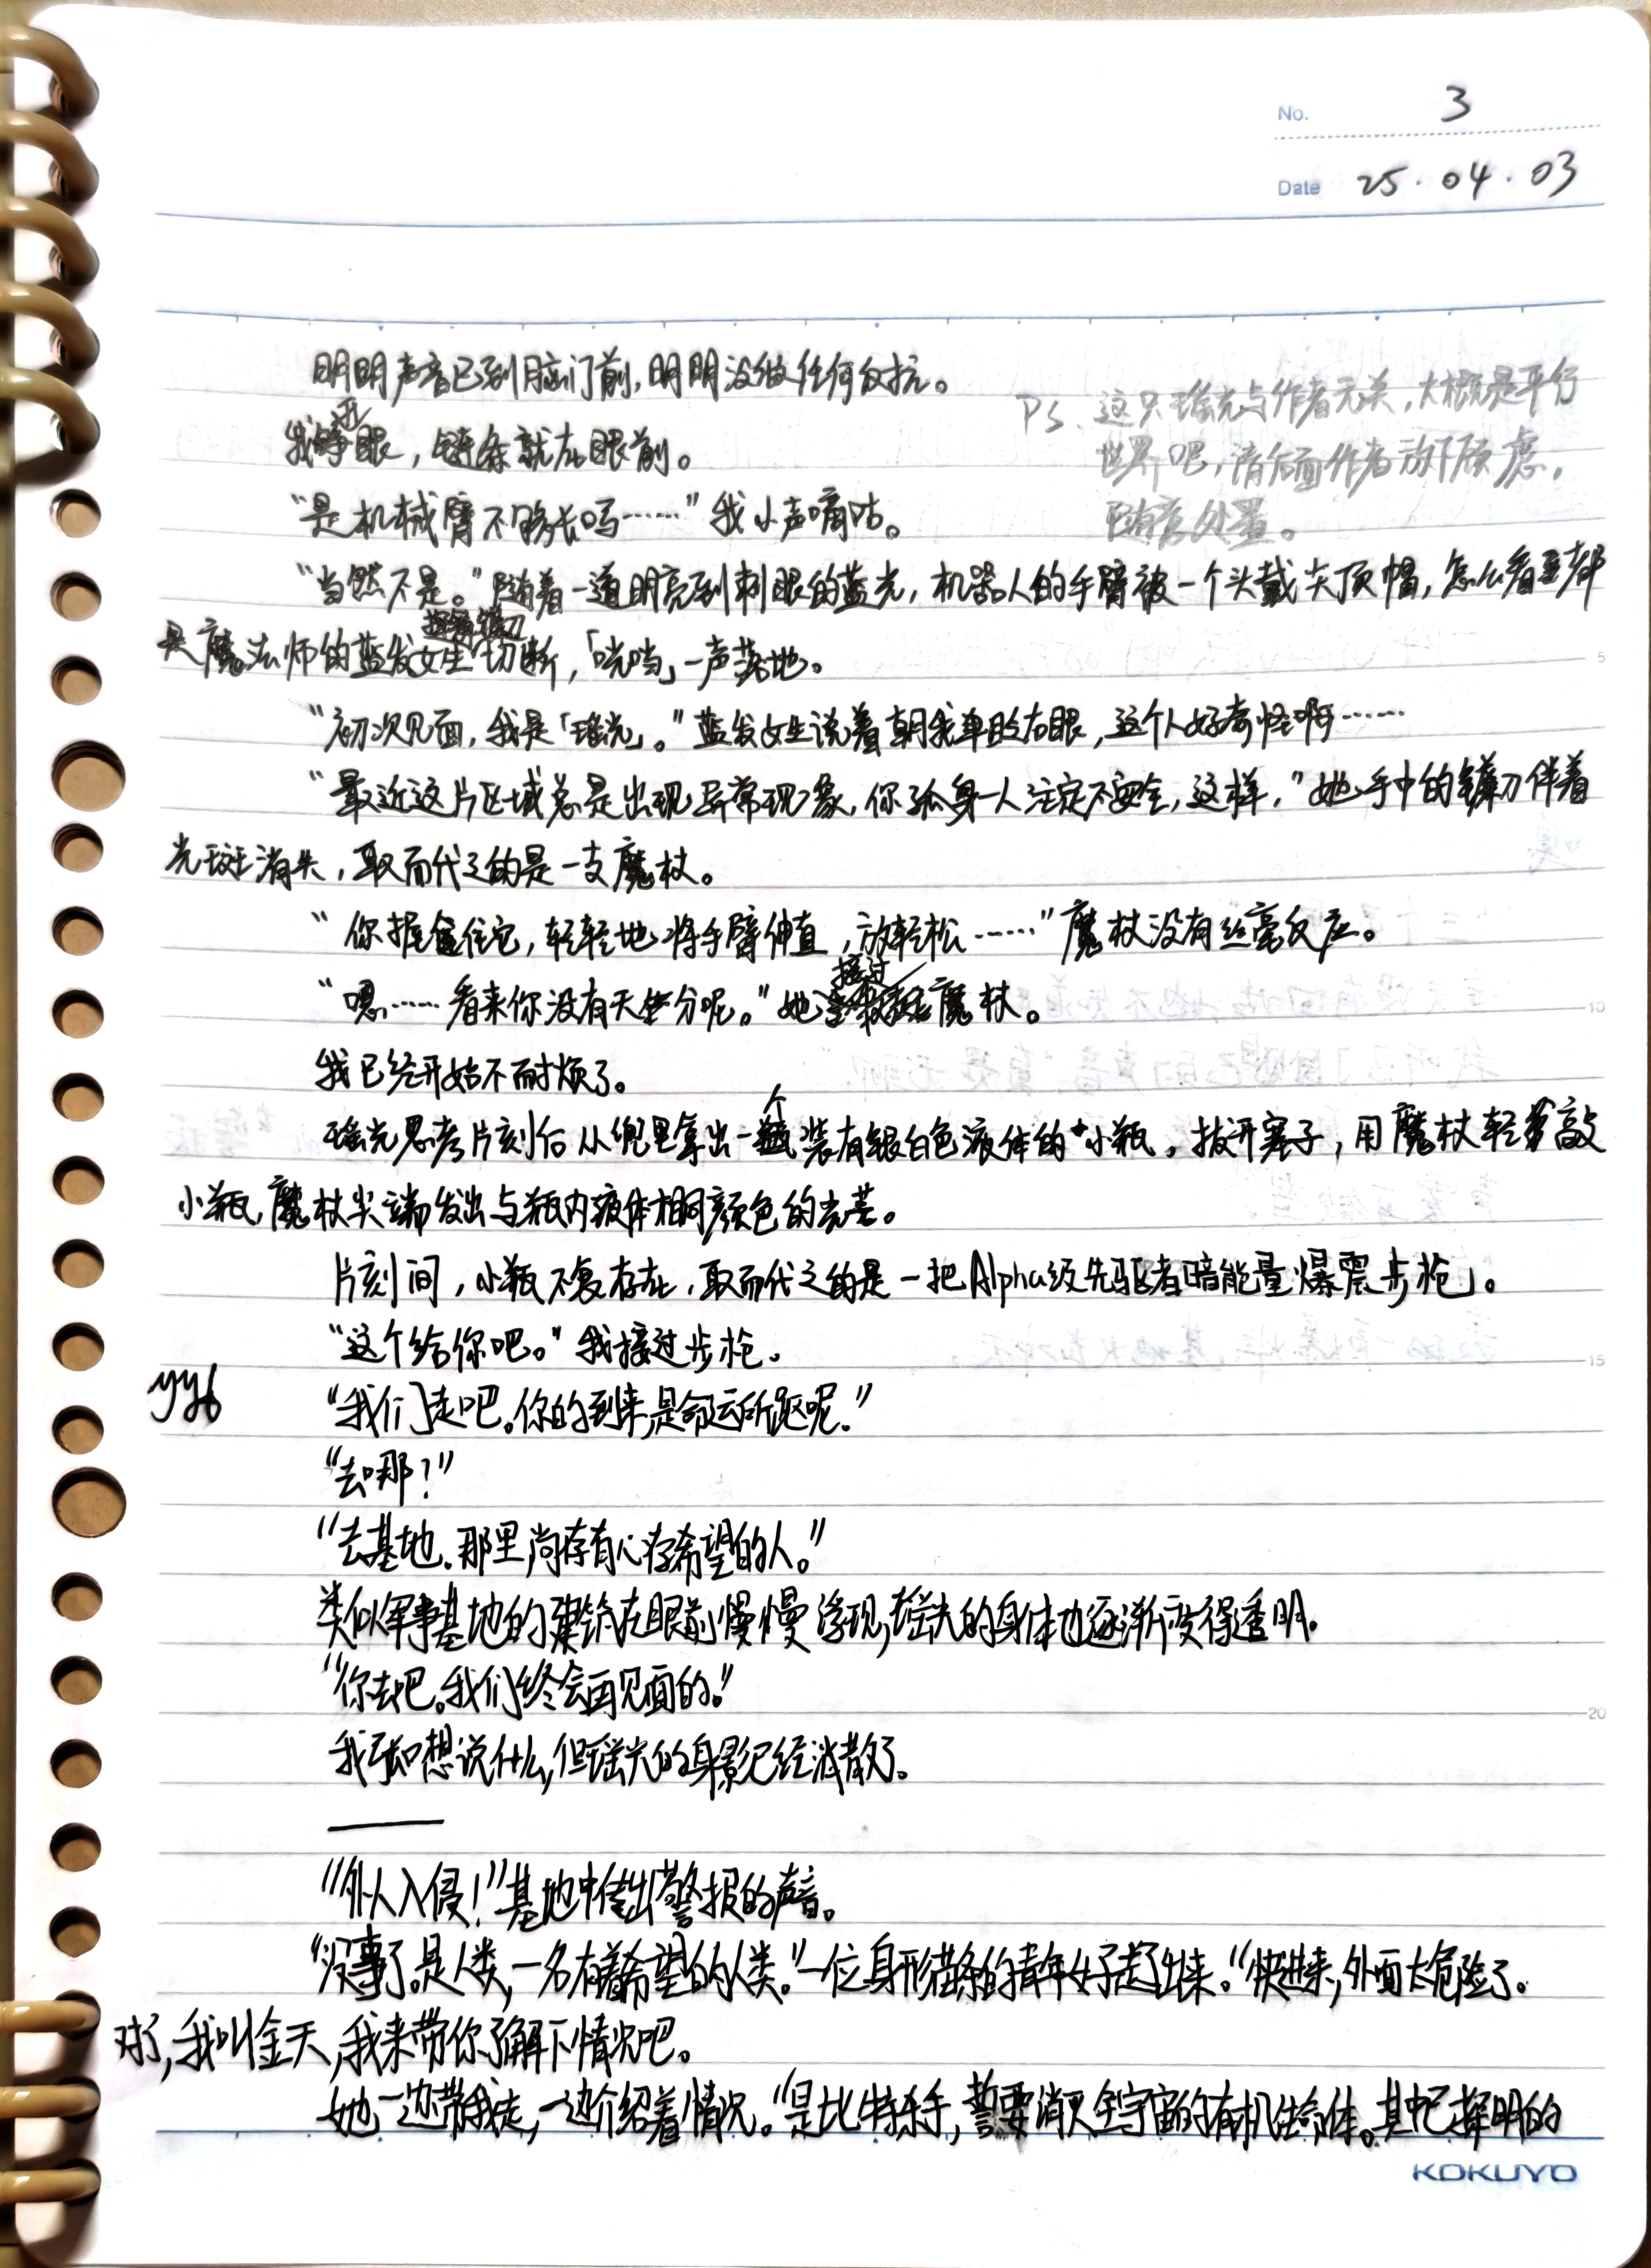 No. 3
Date 25.04.03
明明声音已到脑门前,明明没做任何反抗。
我睁眼,链条就在眼前。
PS、这只瑶光与作者无关,大概是平行
世界吧,请后面作者放下顾虑。
随意处置。
“是机械臂不够长吗……”我小声嘀咕。
“当然不是。”随着一道明亮到刺眼的蓝光,机器人的手臂被一个头戴尖顶帽,怎么看都
是魔法师的蓝发女生切断,「咣当」一声落地。
“初次见面,我是「瑶光」。”蓝发女生说着朝我单眨右眼,这个人好奇怪啊……
“最近这片区域总是出现异常现象,你孤身一人注定不安全,这样,”她手中的镰刀伴着
光斑消失,取而代之的是一支魔杖。
“你握住它,轻轻地将手臂伸直,放轻松……”魔杖没有丝毫反应。
“嗯……看来你没有天分呢。”她接过魔杖。
我已经开始不耐烦了。
瑶光思考片刻后从兜里拿出一个装有银白色液体的小瓶。拔开塞子,用魔杖轻敲
小瓶,魔杖尖端发出与瓶内液体相同颜色的光芒。
片刻间,小瓶不复存在,取而代之的是一把Alpha级先驱者「暗能量爆震步枪」。
“这个给你吧。”我接过步枪。
yyb
“我们走吧。你的到来,是命运所驱呢。”
“去哪?”
“去基地.那里尚存有心存希望的人。”
类似军事基地的建筑在眼前慢慢浮现,瑶光的身体也逐渐变得透明.
“你去吧。我们终会再见面的。”
我刚想说什么,但瑶光的身影已经消散了。
“外人入侵!”基地中传出警报的声音。
“没事了。是人类,一名有着希望的人类。”一位身形苗条的青年女子走了出来。“快进来,外面太危险了。
对了,我叫金天,我来带你了解下情况吧。
她一边带我走,一边介绍着情况。“是比特杀手,誓要消灭全宇宙的有机生命体。其中已探明的
KOKUYO
5
10
15
20